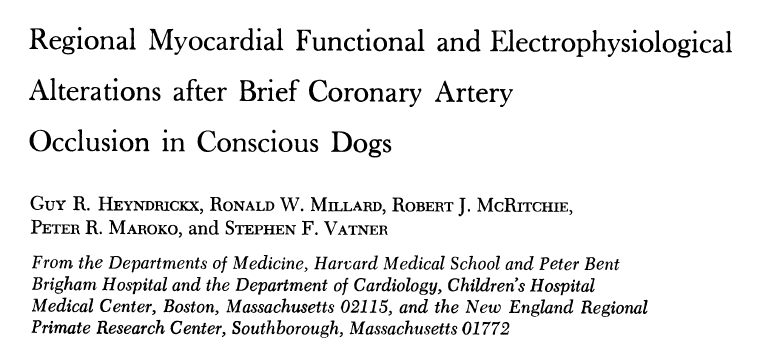 Regional Myocardial Functional and Electrophysiological
Alterations after Brief Coronary Artery
Occlusion in Conscious Dogs
Guy R. Heyndrickx, Ronald W. Millard, Robert J. McRitchie,
Peter R. Maroko, and Stephen F. Vatner
From the Departments of Medicine, Harvard Medical School and Peter Bent
Brigham Hospital and the Department of Cardiology, Children's Hospital
Medical Center, Boston, Massachusetts 02115, and the New England Regional
Primate Research Center, Southborough, Massachusetts 01772